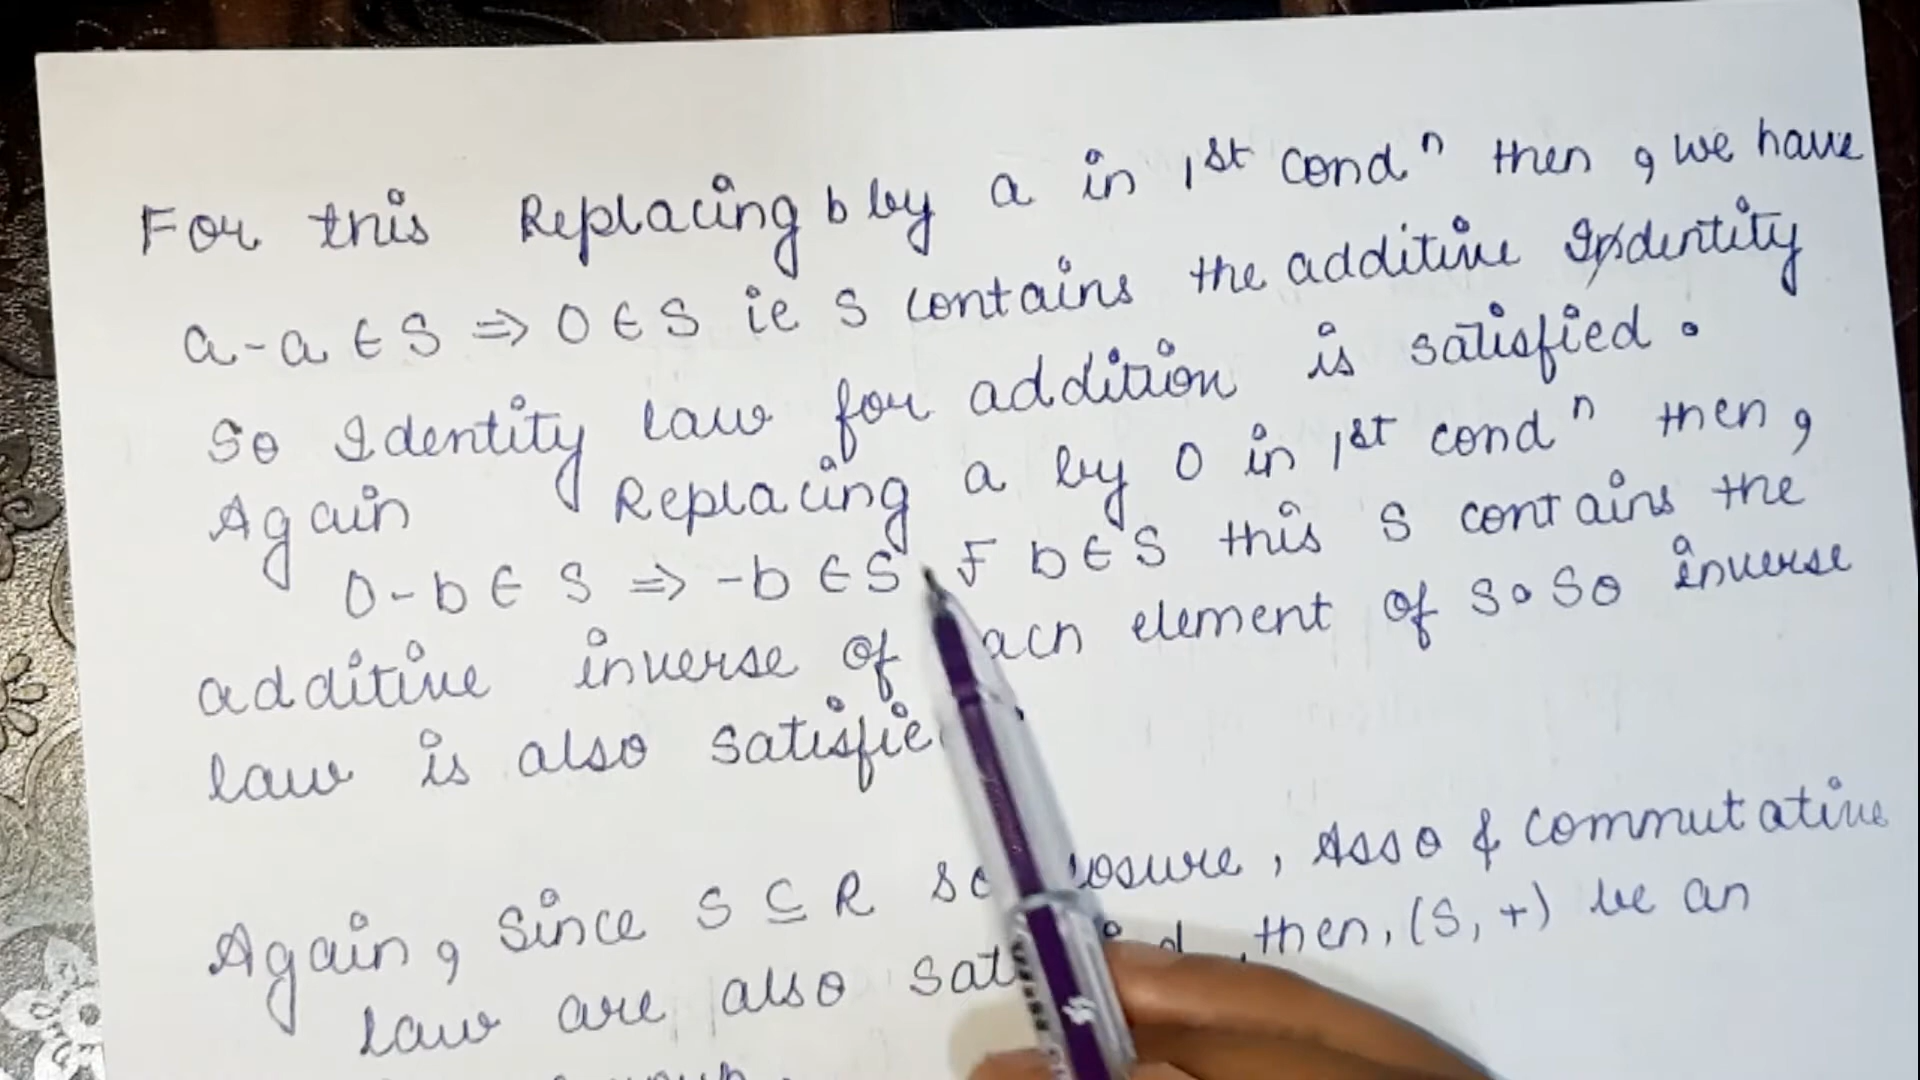 For this Replacing b by a in 1st condⁿ then, we have
a-a ∈ S ⇒ 0 ∈ S ie S contains the additive Identity
So Identity law for addition is satisfied.
Again Replacing a by 0 in 1st condⁿ then,
0-b ∈ S ⇒ -b ∈ S ∀ b ∈ S this S contains the
additive inverse of element of S. So inverse
law is also
Again, Since S ⊆ R Asso & commutative
law are also then, (S, +) be an